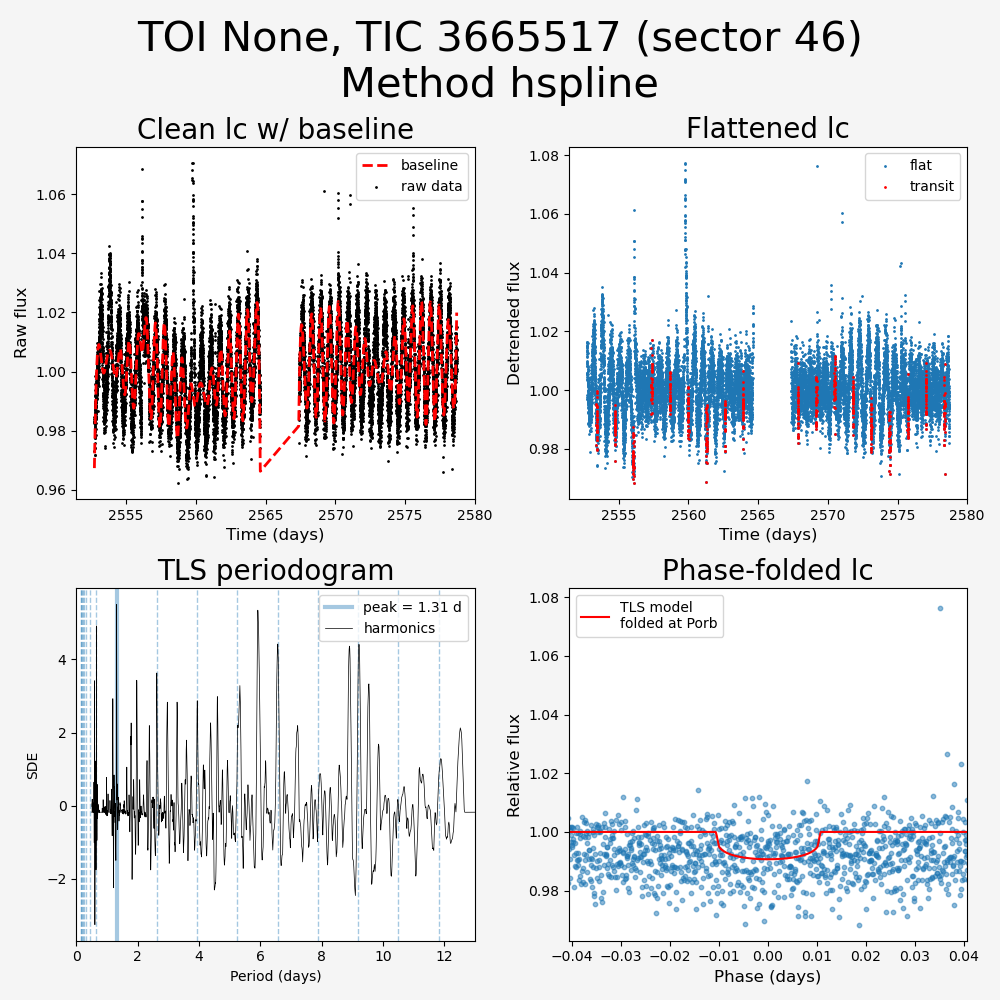 TOI None, TIC 3665517 (sector 46)
Method hspline
Clean lc w/ baseline
baseline
raw data
Raw flux
1.06
1.04
1.02
1.00
0.98
0.96
2555 2560 2565 2570 2575 2580
Time (days)
Flattened lc
flat
transit
Detrended flux
1.08
1.06
1.04
1.02
1.00
0.98
2555 2560 2565 2570 2575 2580
Time (days)
TLS periodogram
peak = 1.31 d
harmonics
SDE
4
2
0
−2
0 2 4 6 8 10 12
Period (days)
Phase-folded lc
TLS model
folded at Porb
Relative flux
1.08
1.06
1.04
1.02
1.00
0.98
−0.04 −0.03 −0.02 −0.01 0.00 0.01 0.02 0.03 0.04
Phase (days)